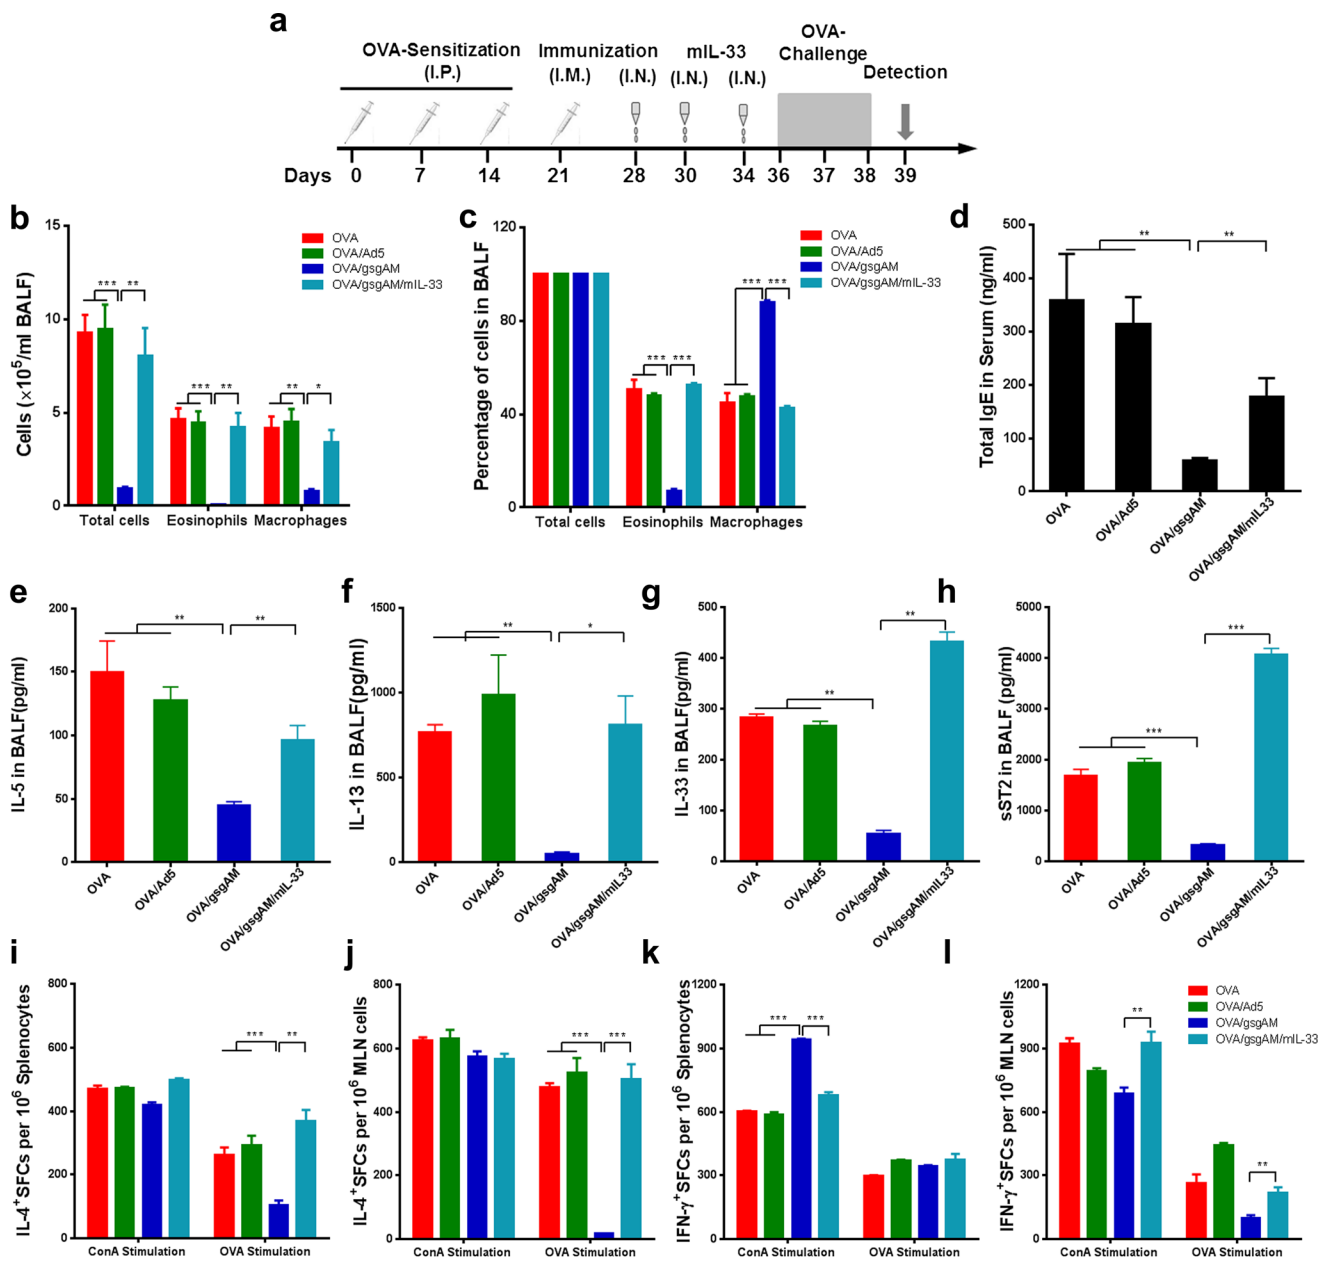 a
OVA-Sensitization
(I.P.)
Immunization
(I.M.) (I.N.)
mIL-33
(I.N.) (I.N.)
OVA-
Challenge
Detection
Days 0 7 14 21 28 30 34 36 37 38 39
b
Cells (×10⁵/ml BALF)
15
10
5
0
*** **
*** **
** *
Total cells Eosinophils Macrophages
OVA
OVA/Ad5
OVA/gsgAM
OVA/gsgAM/mIL-33
c
Percentage of cells in BALF
120
80
40
0
*** ***
*** ***
Total cells Eosinophils Macrophages
OVA
OVA/Ad5
OVA/gsgAM
OVA/gsgAM/mIL-33
d
Total IgE in Serum (ng/ml)
500
400
300
200
100
0
** **
OVA
OVA/Ad5
OVA/gsgAM
OVA/gsgAM/mIL33
e
IL-5 in BALF(pg/ml)
200
150
100
50
0
** **
OVA
OVA/Ad5
OVA/gsgAM
OVA/gsgAM/mIL-33
f
IL-13 in BALF(pg/ml)
1500
1000
500
0
** *
OVA
OVA/Ad5
OVA/gsgAM
OVA/gsgAM/mIL33
g
IL-33 in BALF(pg/ml)
500
400
300
200
100
0
** **
OVA
OVA/Ad5
OVA/gsgAM
OVA/gsgAM/mIL33
h
sST2 in BALF (pg/ml)
5000
4000
3000
2000
1000
0
*** ***
OVA
OVA/Ad5
OVA/gsgAM
OVA/gsgAM/mIL33
i
IL-4⁺SFCs per 10⁶ Splenocytes
800
600
400
200
0
*** **
ConA Stimulation OVA Stimulation
j
IL-4⁺SFCs per 10⁶ MLN cells
800
600
400
200
0
*** ***
ConA Stimulation OVA Stimulation
k
IFN-γ⁺SFCs per 10⁶ Splenocytes
1200
900
600
300
0
*** ***
ConA Stimulation OVA Stimulation
l
IFN-γ⁺SFCs per 10⁶ MLN cells
1200
900
600
300
0
**
**
ConA Stimulation OVA Stimulation
OVA
OVA/Ad5
OVA/gsgAM
OVA/gsgAM/mIL-33